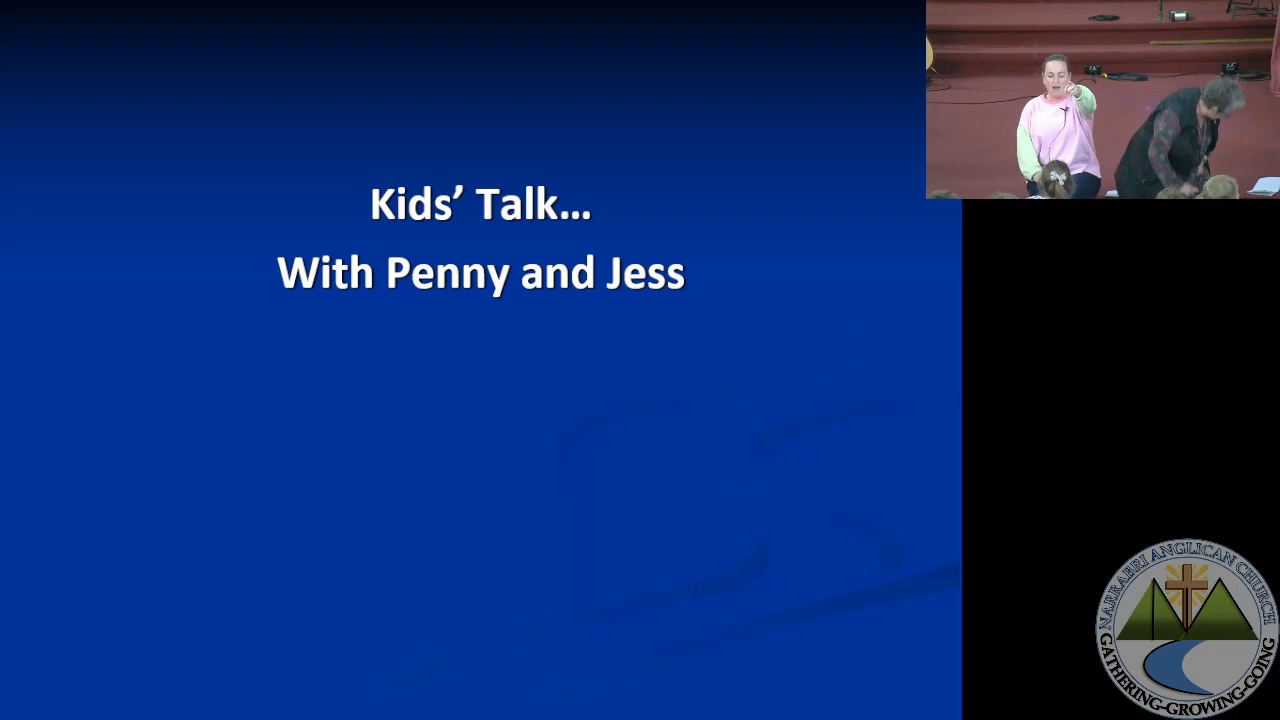 Kids’ Talk…
With Penny and Jess
NARRABRI ANGLICAN CHURCH
GATHERING-GROWING-GOING